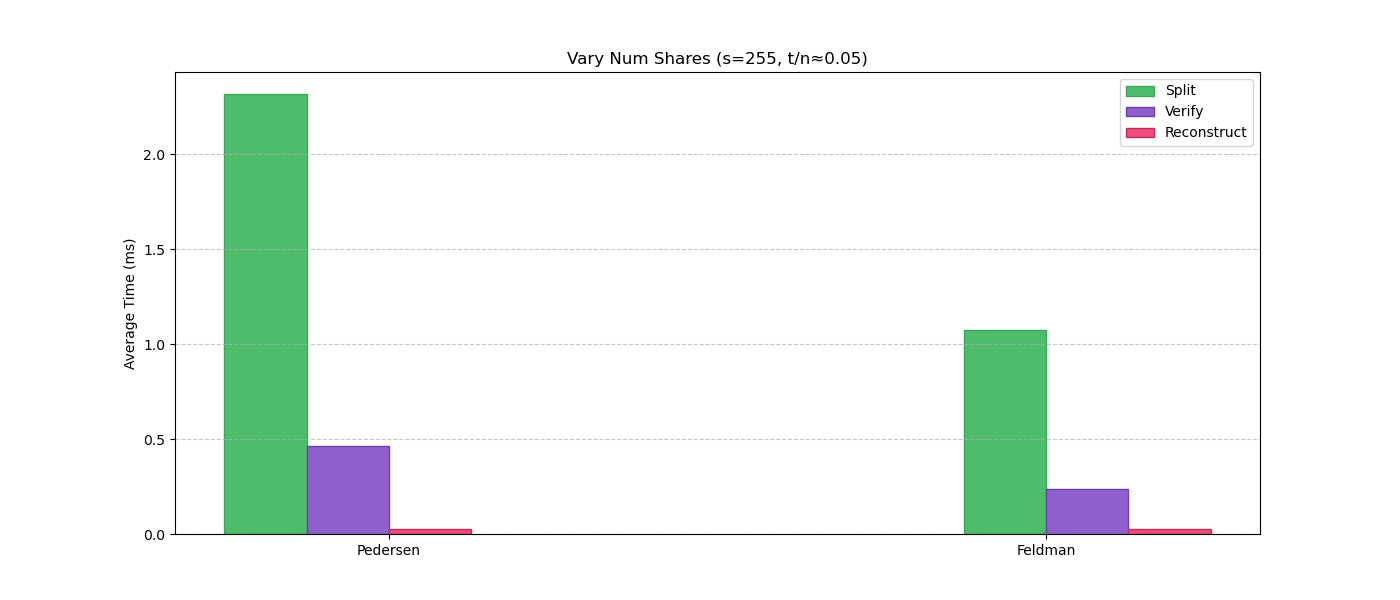 Vary Num Shares (s=255, t/n≈0.05)
Split
Verify
Reconstruct
Average Time (ms)
2.0
1.5
1.0
0.5
0.0
Pedersen
Feldman